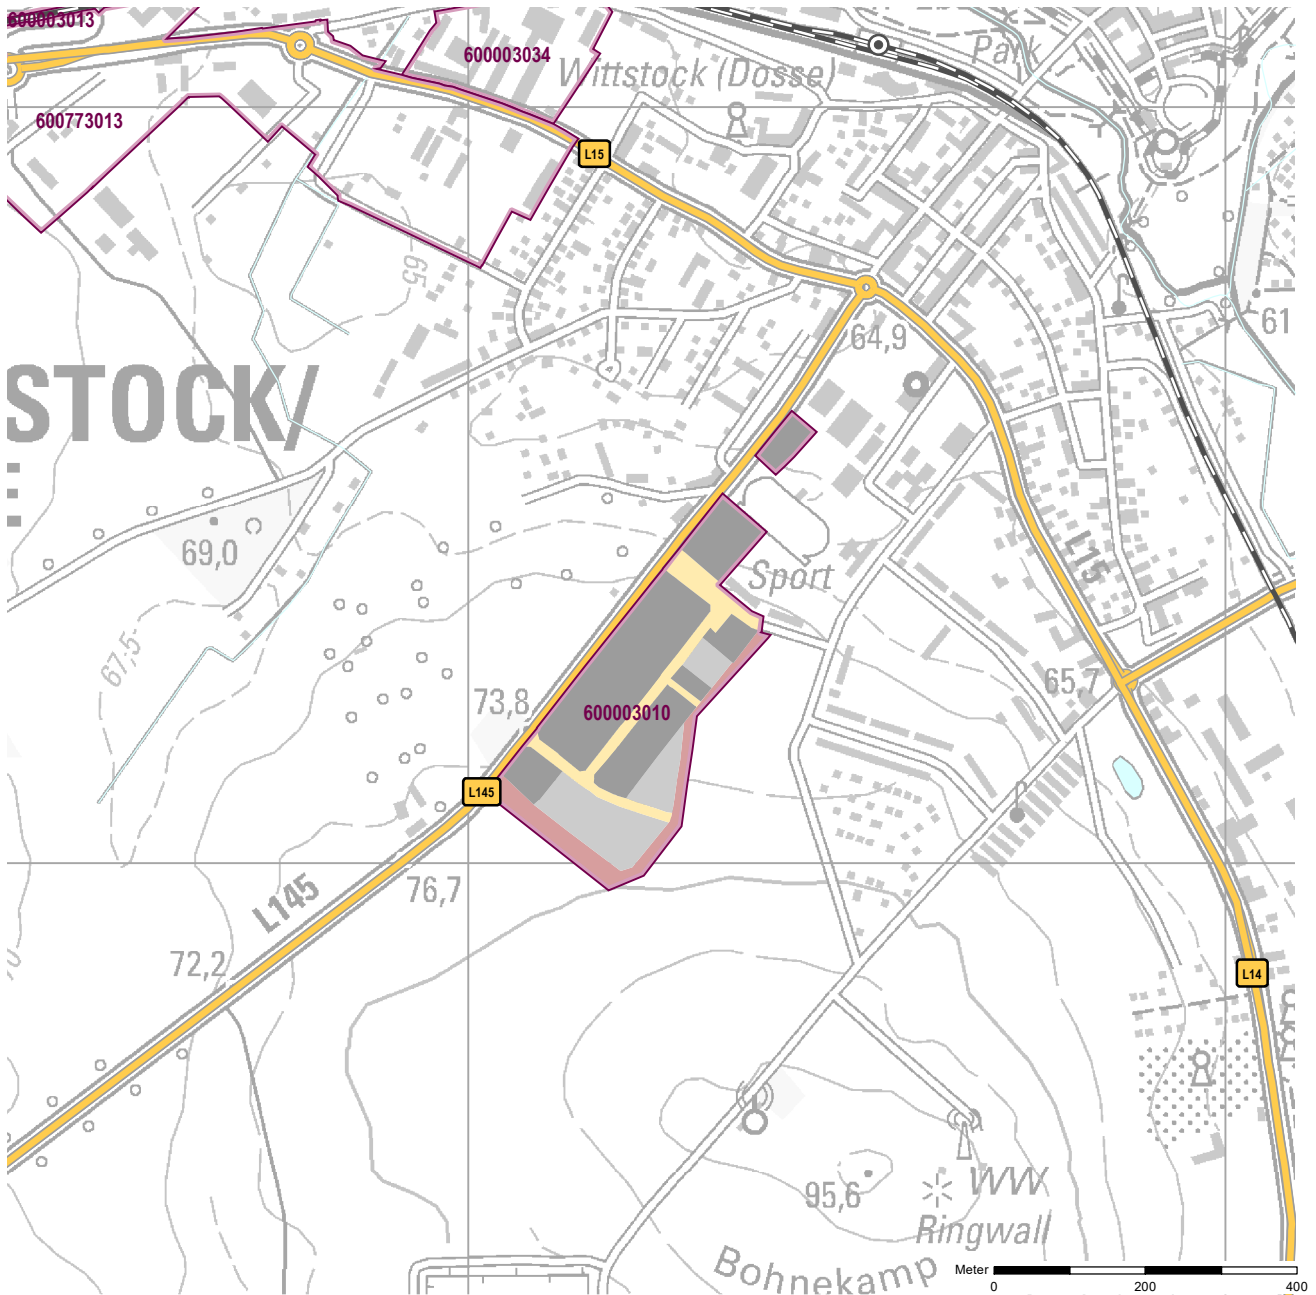 600003013
600003034
Park
Wittstock (Dosse)
600773013
L15
65
61
64,9
STOCK/
E
L15
69,0
Sport
67,5
65,7
73,8
600003010
L145
76,7
L145
72,2
L14
95,6
WW
Ringwall
Bohnekamp
Meter
0 200 400